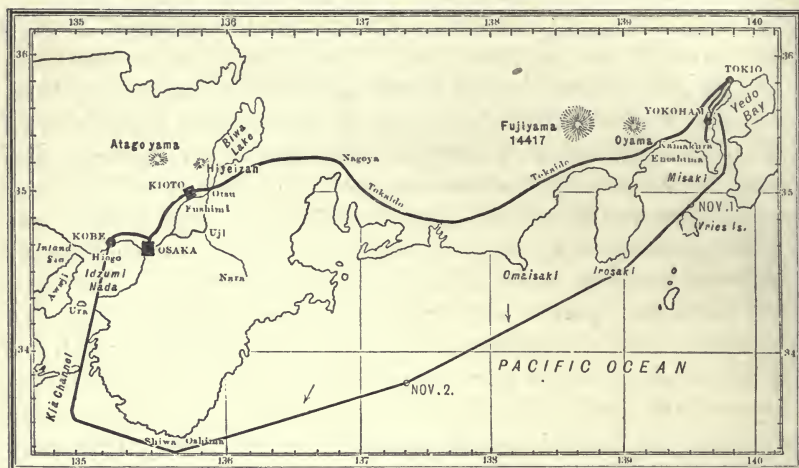 135 136 137 138 139 140
36 36
TOKIO
Yedo
Bay
YOKOHAM
Fujiyama
14417
Oyama
Kamakura
Enoshima
Misaki
Biwa
Lake
Atagoyama
Hiyeizan
Nagoya
Tokaido
Tokaido
KIOTO
Otsu
Fushimi
35 35
NOV. 1.
Vries Is.
Uji
KOBE
Hiogo
OSAKA
Inland
Sea
Idzumi
Nada
Awaji
Nara
Omaisaki
Irosaki
Ura
34 34
PACIFIC OCEAN
NOV. 2.
Kii Channel
Shiwa Oshima
135 136 137 138 139 140